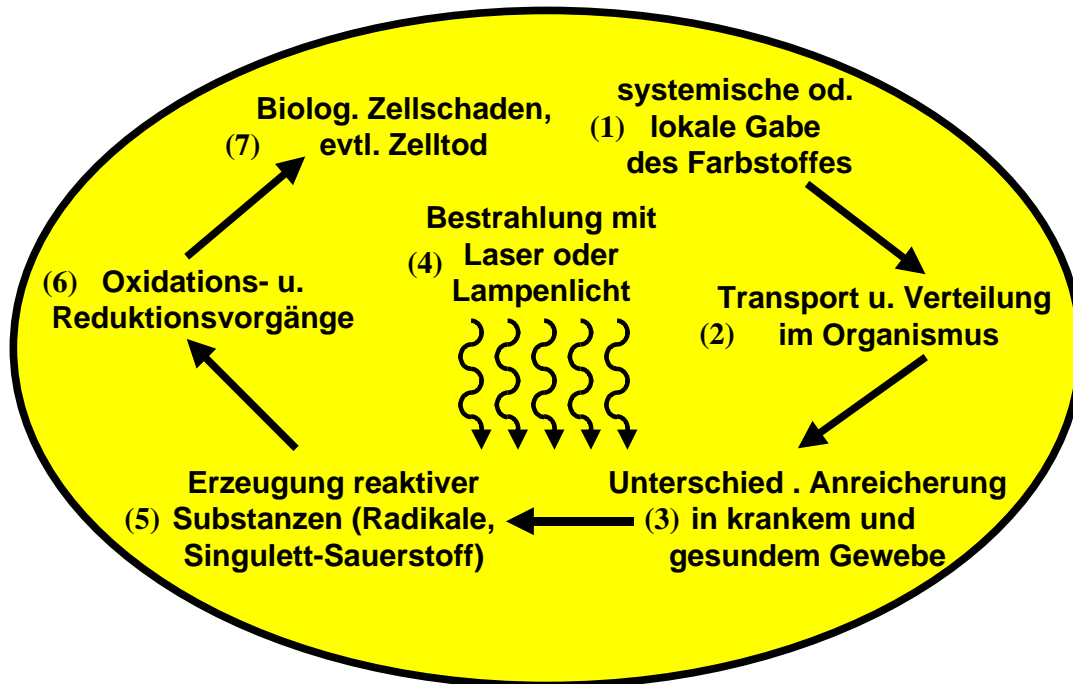 systemische od.
(1) lokale Gabe
des Farbstoffes
Transport u. Verteilung
(2) im Organismus
Unterschied . Anreicherung
(3) in krankem und
gesundem Gewebe
Bestrahlung mit
(4) Laser oder
Lampenlicht
Erzeugung reaktiver
(5) Substanzen (Radikale,
Singulett-Sauerstoff)
(6) Oxidations- u.
Reduktionsvorgänge
Biolog. Zellschaden,
(7) evtl. Zelltod